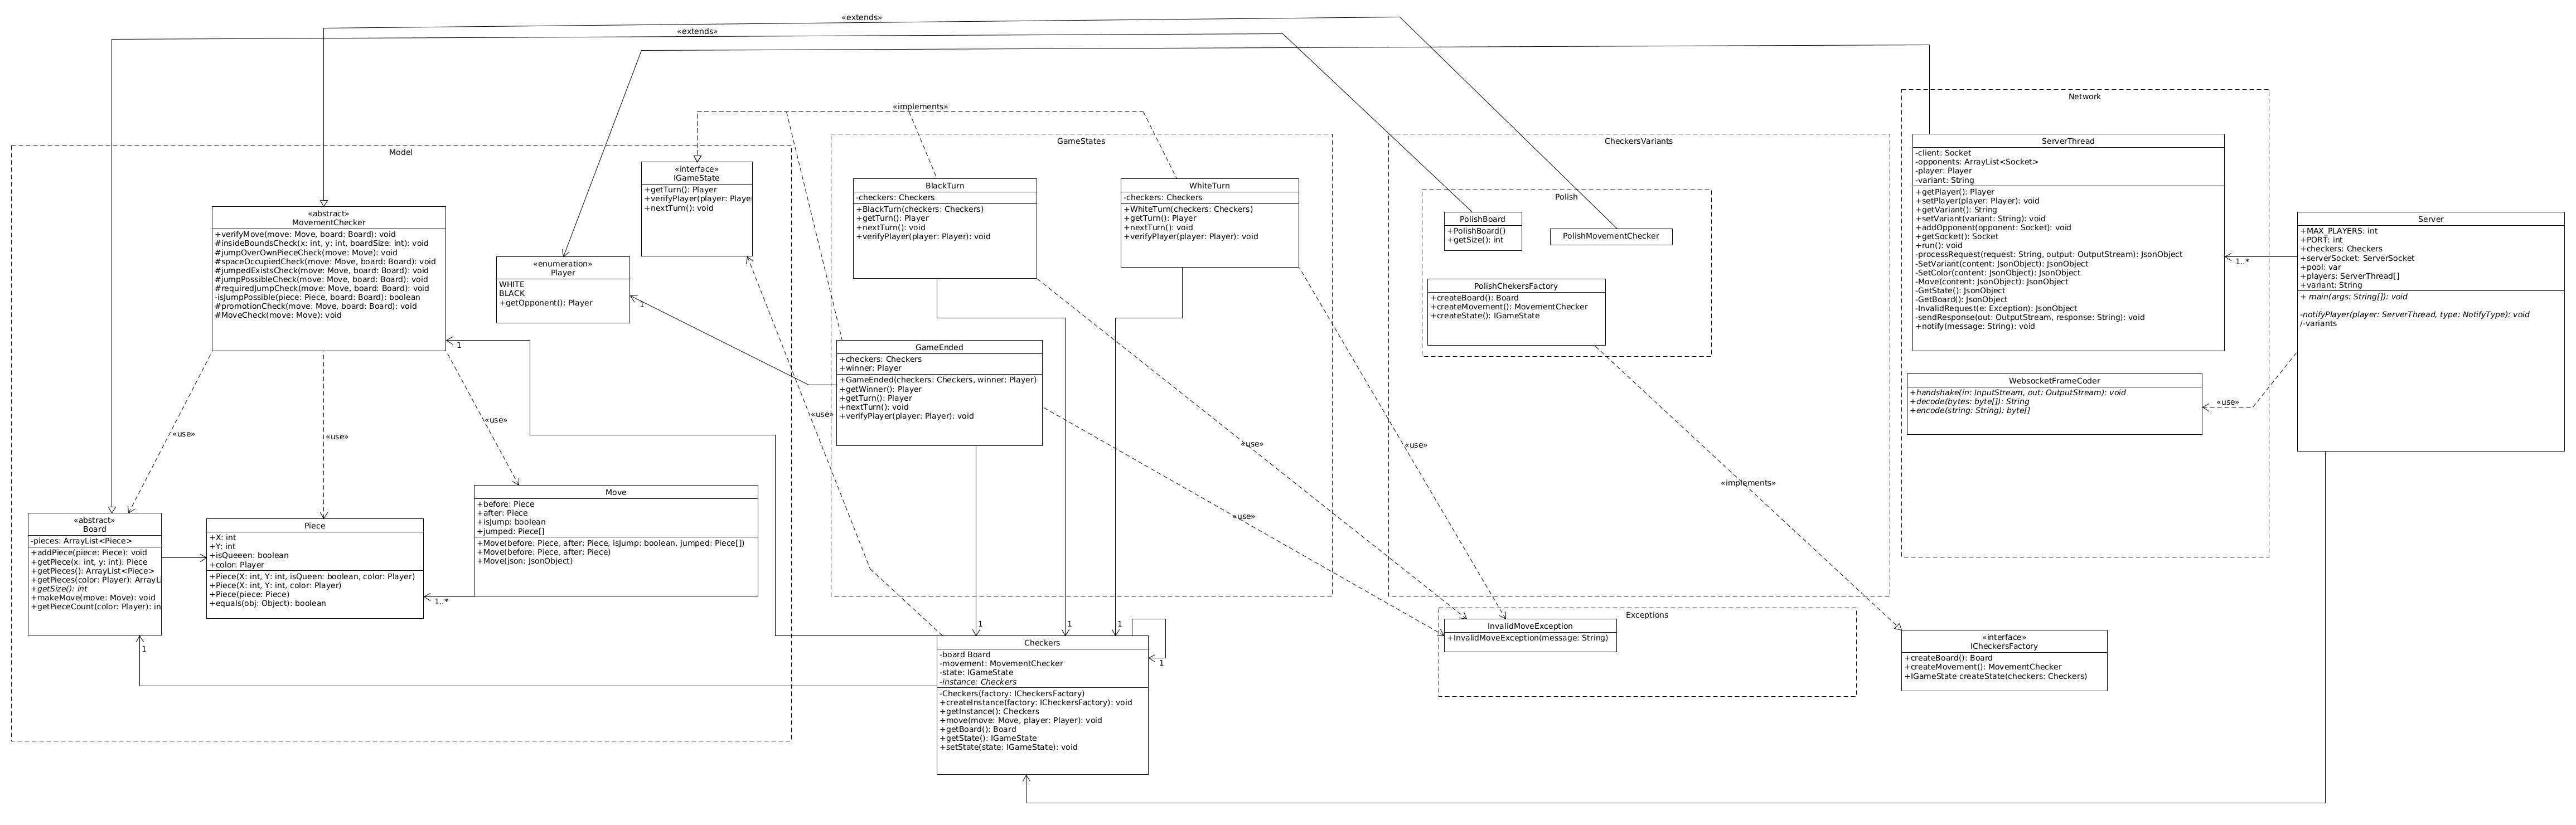 «extends»
«extends»
«implements»
Model
«abstract»
MovementChecker
+verifyMove(move: Move, board: Board): void
#insideBoundsCheck(x: int, y: int, boardSize: int): void
#jumpOverOwnPieceCheck(move: Move): void
#spaceOccupiedCheck(move: Move, board: Board): void
#jumpedExistsCheck(move: Move, board: Board): void
#jumpPossibleCheck(move: Move, board: Board): void
#requiredJumpCheck(move: Move, board: Board): void
-isJumpPossible(piece: Piece, board: Board): boolean
#promotionCheck(move: Move, board: Board): void
#MoveCheck(move: Move): void
«interface»
IGameState
+getTurn(): Player
+verifyPlayer(player: Player
+nextTurn(): void
«enumeration»
Player
WHITE
BLACK
+getOpponent(): Player
1
1
«use»
«use»
«use»
«abstract»
Board
-pieces: ArrayList<Piece>
+addPiece(piece: Piece): void
+getPiece(x: int, y: int): Piece
+getPieces(): ArrayList<Piece>
+getPieces(color: Player): ArrayLi
+getSize(): int
+makeMove(move: Move): void
+getPieceCount(color: Player): in
1
Piece
+X: int
+Y: int
+isQueeen: boolean
+color: Player
+Piece(X: int, Y: int, isQueen: boolean, color: Player)
+Piece(X: int, Y: int, color: Player)
+Piece(piece: Piece)
+equals(obj: Object): boolean
1..*
Move
+before: Piece
+after: Piece
+isJump: boolean
+jumped: Piece[]
+Move(before: Piece, after: Piece, isJump: boolean, jumped: Piece[])
+Move(before: Piece, after: Piece)
+Move(json: JsonObject)
GameStates
BlackTurn
-checkers: Checkers
+BlackTurn(checkers: Checkers)
+getTurn(): Player
+nextTurn(): void
+verifyPlayer(player: Player): void
WhiteTurn
-checkers: Checkers
+WhiteTurn(checkers: Checkers)
+getTurn(): Player
+nextTurn(): void
+verifyPlayer(player: Player): void
GameEnded
+checkers: Checkers
+winner: Player
+GameEnded(checkers: Checkers, winner: Player)
+getWinner(): Player
+getTurn(): Player
+nextTurn(): void
+verifyPlayer(player: Player): void
«use»
«use»
«use»
«use»
1
1
1
1
Checkers
-board Board
-movement: MovementChecker
-state: IGameState
-instance: Checkers
-Checkers(factory: ICheckersFactory)
+createInstance(factory: ICheckersFactory): void
+getInstance(): Checkers
+move(move: Move, player: Player): void
+getBoard(): Board
+getState(): IGameState
+setState(state: IGameState): void
CheckersVariants
Polish
PolishBoard
+PolishBoard()
+getSize(): int
PolishMovementChecker
PolishChekersFactory
+createBoard(): Board
+createMovement(): MovementChecker
+createState(): IGameState
«implements»
Exceptions
InvalidMoveException
+InvalidMoveException(message: String)
«interface»
ICheckersFactory
+createBoard(): Board
+createMovement(): MovementChecker
+IGameState createState(checkers: Checkers)
Network
ServerThread
-client: Socket
-opponents: ArrayList<Socket>
-player: Player
-variant: String
+getPlayer(): Player
+setPlayer(player: Player): void
+getVariant(): String
+setVariant(variant: String): void
+addOpponent(opponent: Socket): void
+getSocket(): Socket
+run(): void
-processRequest(request: String, output: OutputStream): JsonObject
-SetVariant(content: JsonObject): JsonObject
-SetColor(content: JsonObject): JsonObject
-Move(content: JsonObject): JsonObject
-GetState(): JsonObject
-GetBoard(): JsonObject
-InvalidRequest(e: Exception): JsonObject
-sendResponse(out: OutputStream, response: String): void
+notify(message: String): void
WebsocketFrameCoder
+handshake(in: InputStream, out: OutputStream): void
+decode(bytes: byte[]): String
+encode(string: String): byte[]
1..*
«use»
Server
+MAX_PLAYERS: int
+PORT: int
+checkers: Checkers
+serverSocket: ServerSocket
+pool: var
+players: ServerThread[]
+variant: String
+ main(args: String[]): void
-notifyPlayer(player: ServerThread, type: NotifyType): void
/-variants